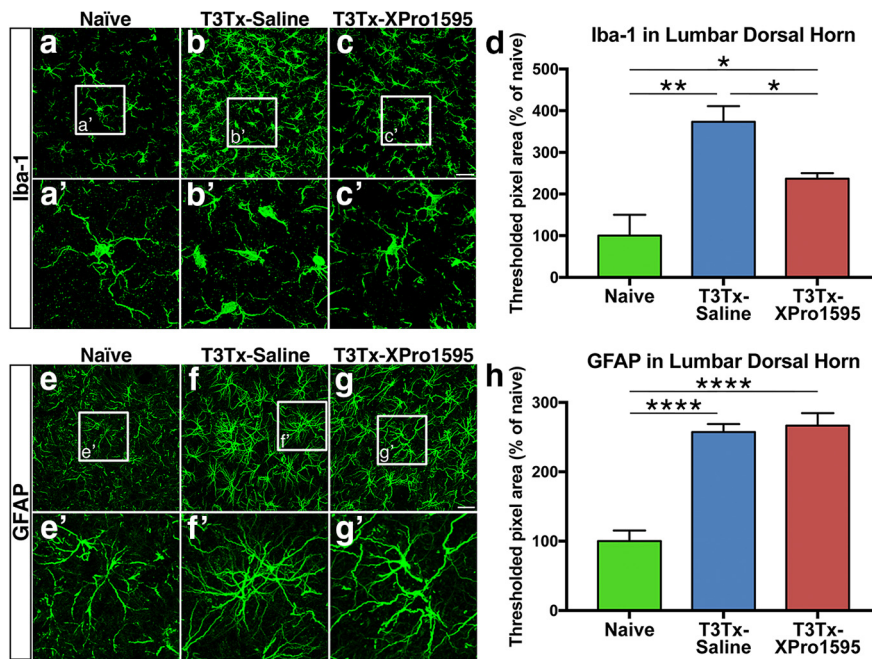 Naïve T3Tx-Saline T3Tx-XPro1595
Iba-1
a b c
a' b' c'
a' b' c'
d
Iba-1 in Lumbar Dorsal Horn
Thresholded pixel area (% of naive)
500
400
300
200
100
0
* 
** *
Naive T3Tx-Saline T3Tx-XPro1595
Naïve T3Tx-Saline T3Tx-XPro1595
GFAP
e f g
e' f' g'
e' f' g'
h
GFAP in Lumbar Dorsal Horn
Thresholded pixel area (% of naive)
300
200
100
0
****
****
Naive T3Tx-Saline T3Tx-XPro1595